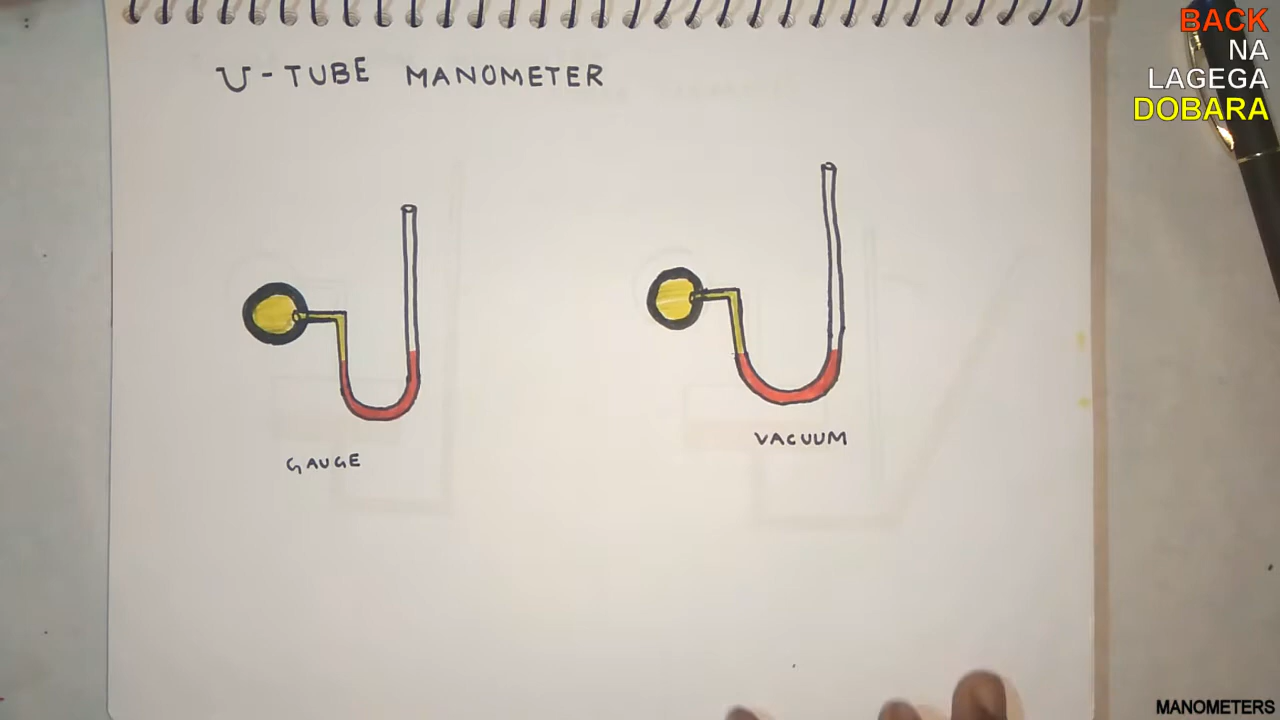 U-TUBE MANOMETER
BACK
NA
LAGEGA
DOBARA
GAUGE
VACUUM
MANOMETERS